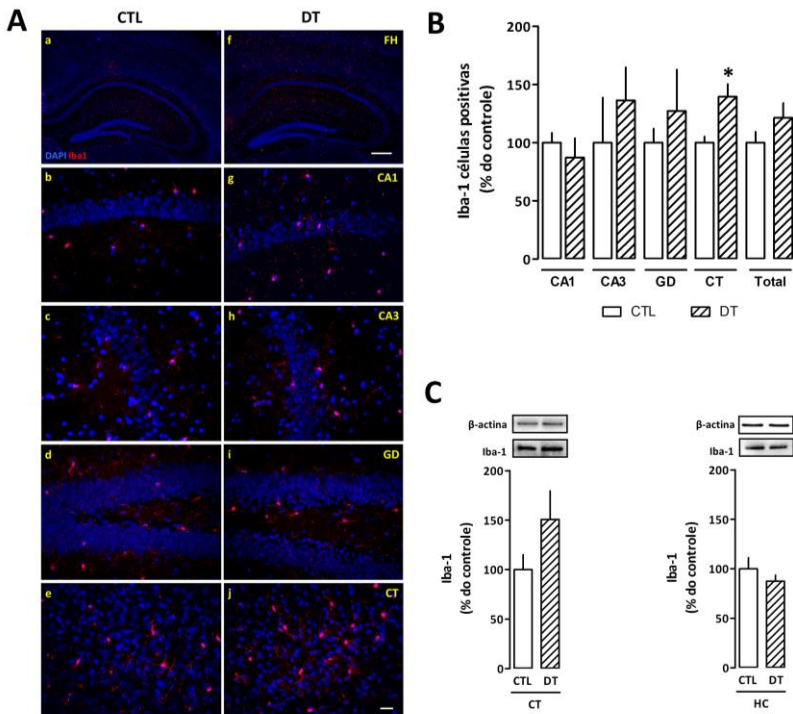 A
CTL
DT
a
f
FH
DAPI Iba1
b
g
CA1
c
h
CA3
d
i
GD
e
j
CT
B
Iba-1 células positivas
(% do controle)
200
150
100
50
0
*
CA1
CA3
GD
CT
Total
CTL
DT
C
β-actina
Iba-1
Iba-1
(% do controle)
200
150
100
50
0
CTL
DT
CT
β-actina
Iba-1
Iba-1
(% do controle)
200
150
100
50
0
CTL
DT
HC